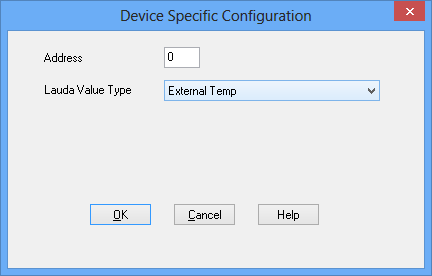 Device Specific Configuration
Address 0
Lauda Value Type External Temp
OK Cancel Help